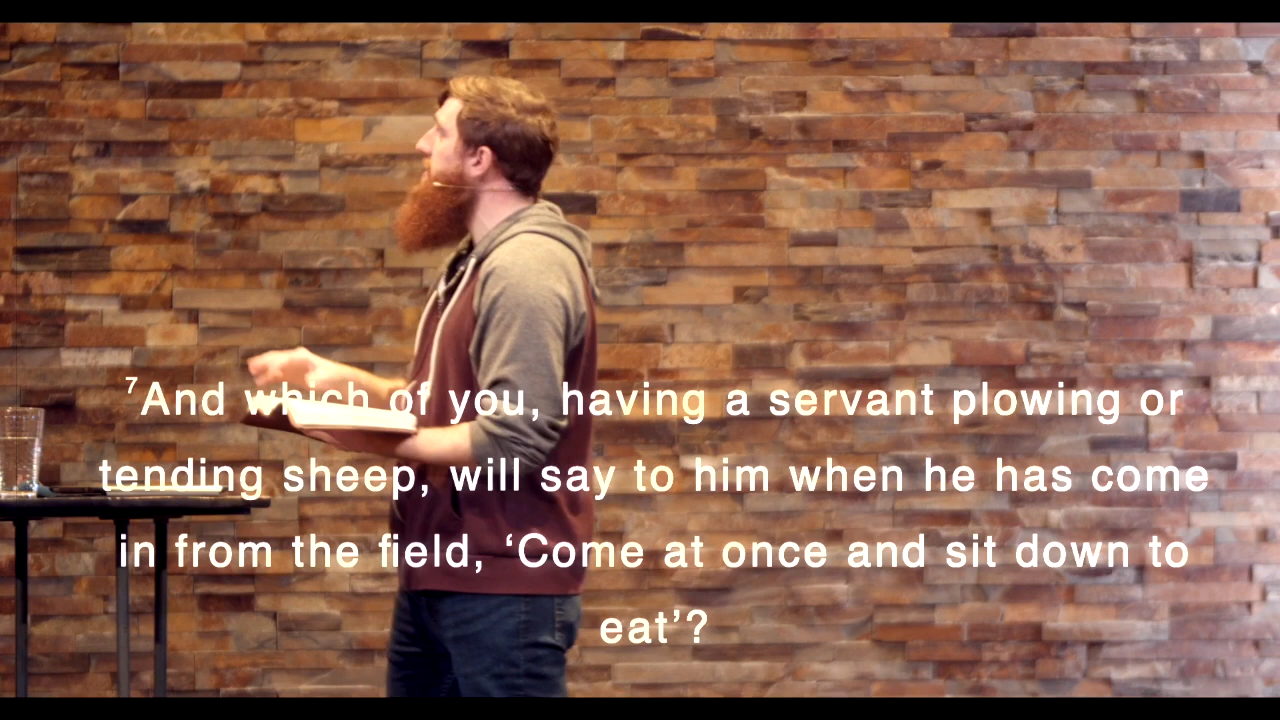 ⁷And which of you, having a servant plowing or
tending sheep, will say to him when he has come
in from the field, ‘Come at once and sit down to
eat’?